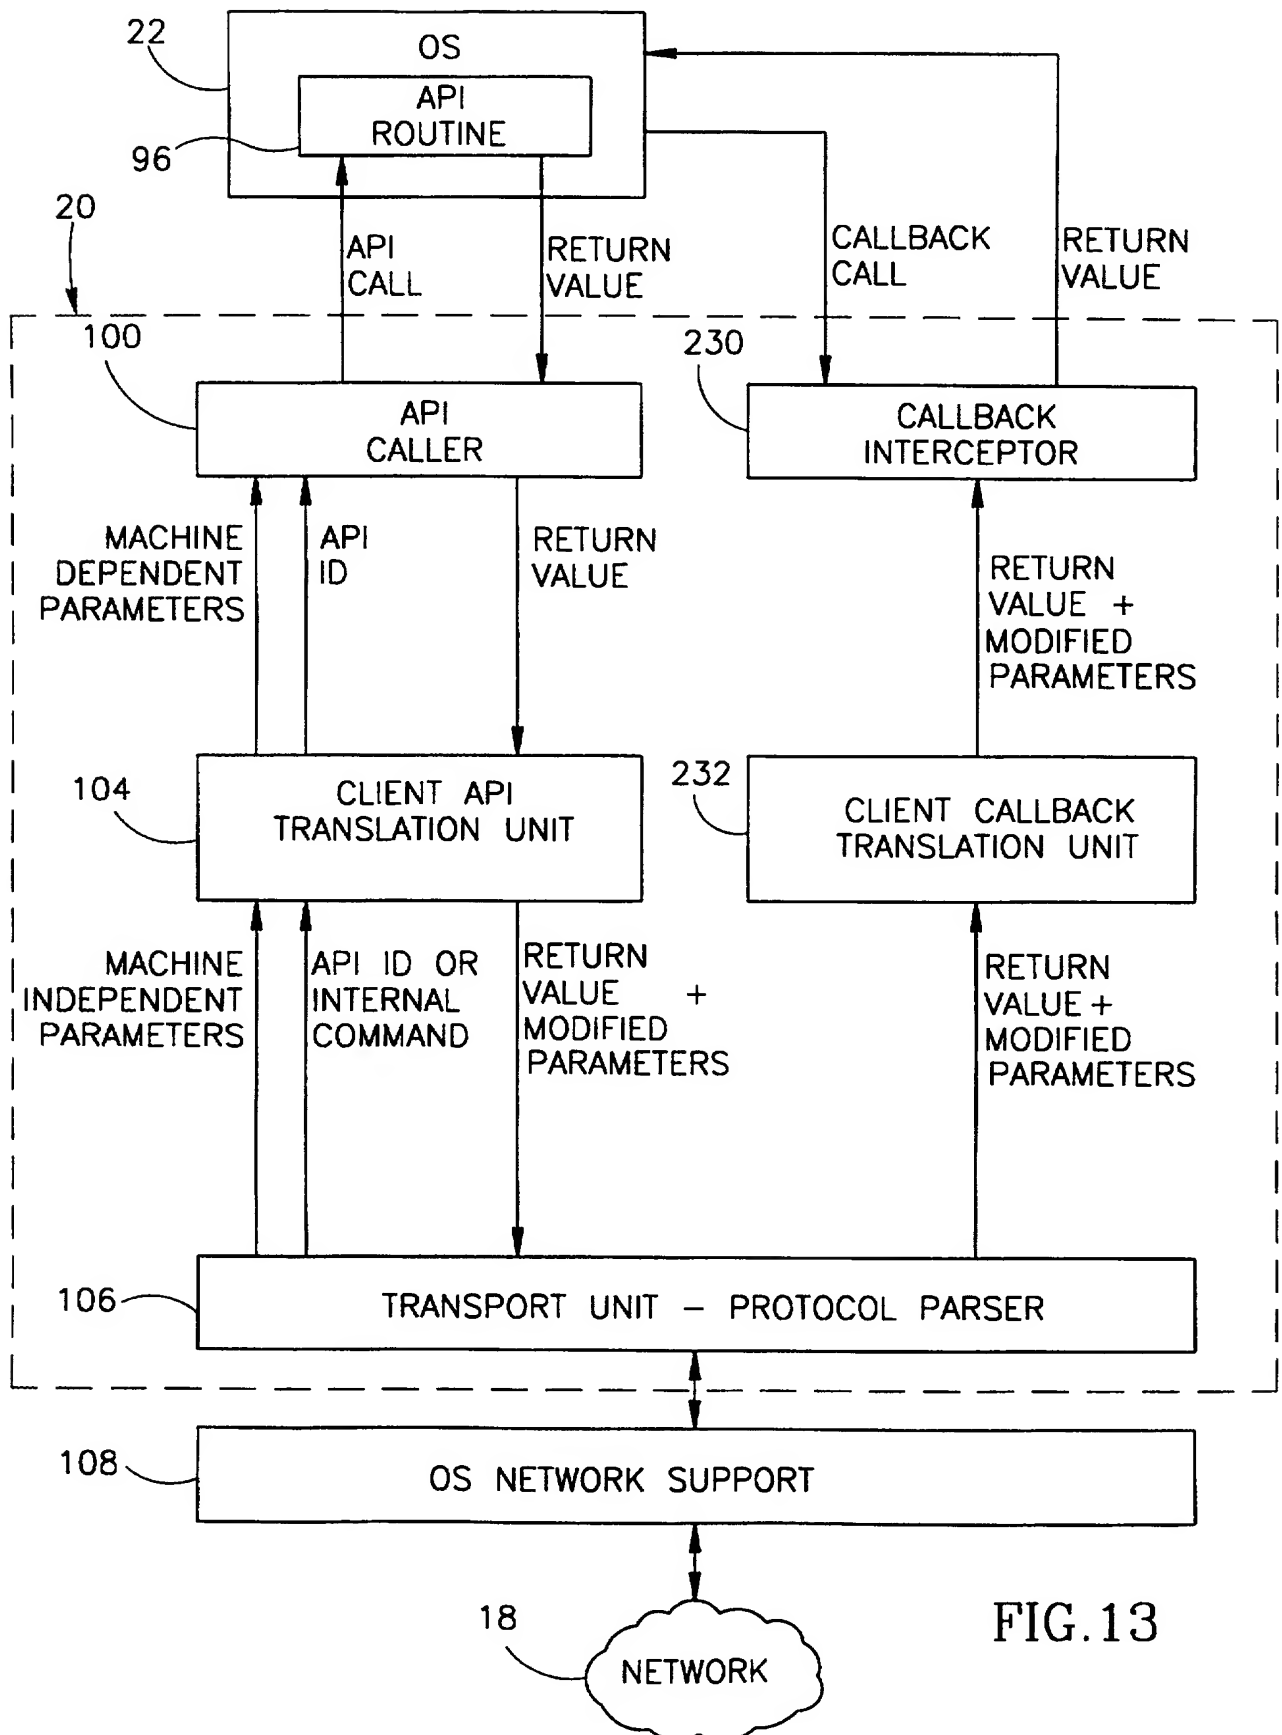 22
OS
API
ROUTINE
96
20
API
CALL
RETURN
VALUE
CALLBACK
CALL
RETURN
VALUE
100
API
CALLER
230
CALLBACK
INTERCEPTOR
MACHINE
DEPENDENT
PARAMETERS
API
ID
RETURN
VALUE
RETURN
VALUE +
MODIFIED
PARAMETERS
104
CLIENT API
TRANSLATION UNIT
232
CLIENT CALLBACK
TRANSLATION UNIT
MACHINE
INDEPENDENT
PARAMETERS
API ID OR
INTERNAL
COMMAND
RETURN
VALUE +
MODIFIED
PARAMETERS
RETURN
VALUE+
MODIFIED
PARAMETERS
106
TRANSPORT UNIT – PROTOCOL PARSER
108
OS NETWORK SUPPORT
18
NETWORK
FIG.13